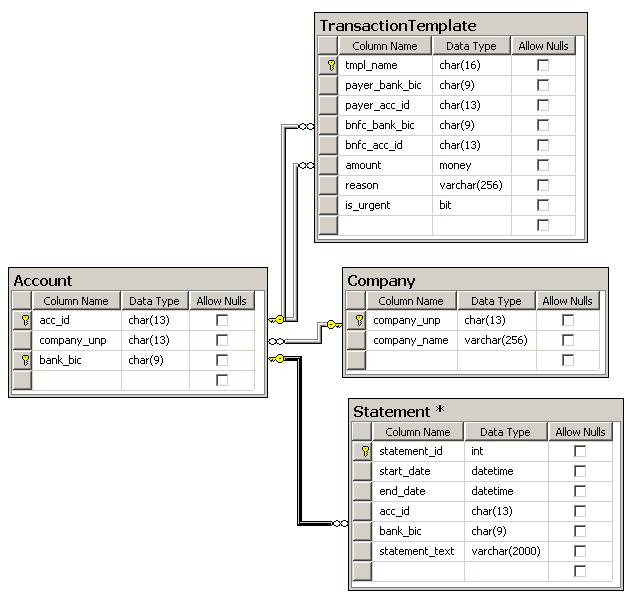 TransactionTemplate
Column Name Data Type Allow Nulls
tmpl_name char(16)
payer_bank_bic char(9)
payer_acc_id char(13)
bnfc_bank_bic char(9)
bnfc_acc_id char(13)
amount money
reason varchar(256)
is_urgent bit
Account
Column Name Data Type Allow Nulls
acc_id char(13)
company_unp char(13)
bank_bic char(9)
Company
Column Name Data Type Allow Nulls
company_unp char(13)
company_name varchar(256)
Statement *
Column Name Data Type Allow Nulls
statement_id int
start_date datetime
end_date datetime
acc_id char(13)
bank_bic char(9)
statement_text varchar(2000)